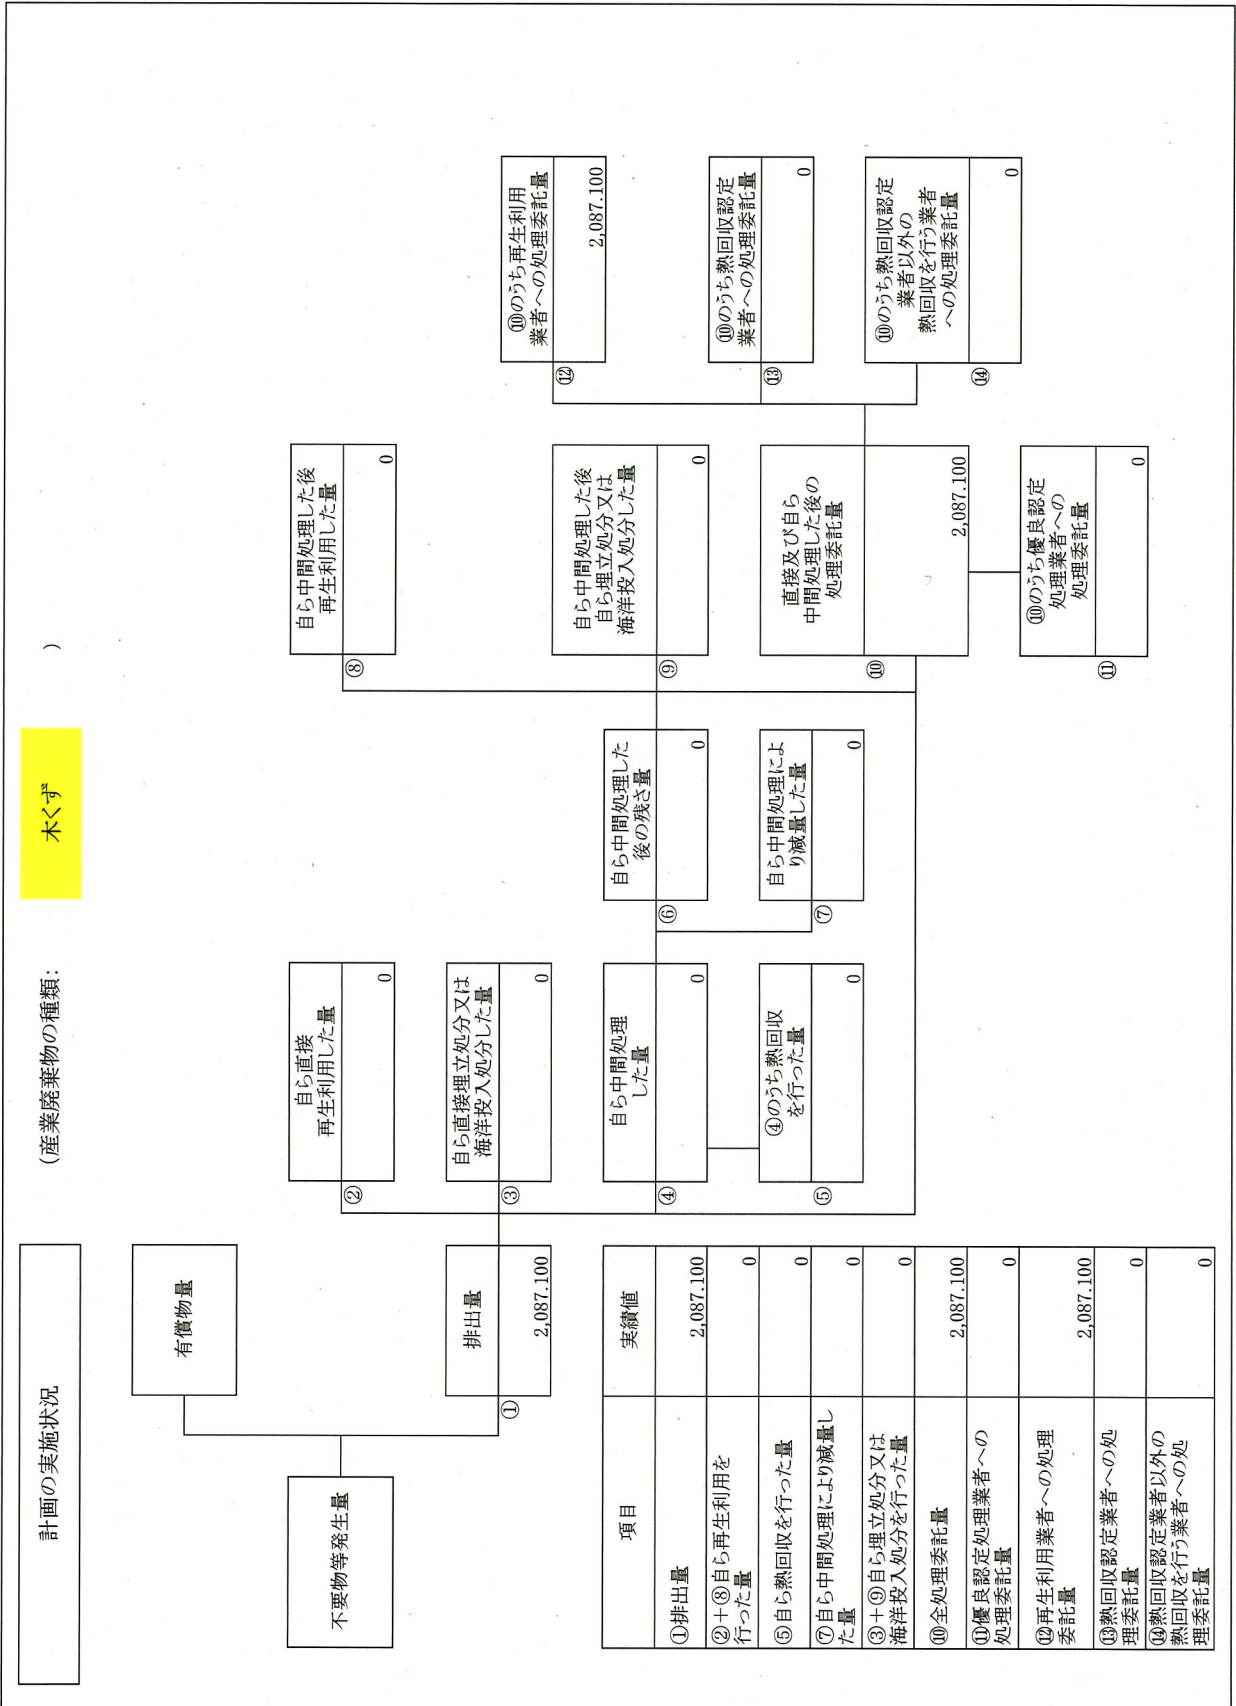 計画の実施状況
(産業廃棄物の種類:
木くず
)
不要物等発生量
有償物量
①
排出量
2,087.100
②
自ら直接
再生利用した量
0
③
自ら直接埋立処分又は
海洋投入処分した量
0
④
自ら中間処理
した量
0
⑤
④のうち熱回収
を行った量
0
⑥
自ら中間処理した
後の残さ量
0
⑦
自ら中間処理によ
り減量した量
0
⑧
自ら中間処理した後
再生利用した量
0
⑨
自ら中間処理した後
自ら埋立処分又は
海洋投入処分した量
0
⑩
直接及び自ら
中間処理した後の
処理委託量
2,087.100
⑪
⑩のうち優良認定
処理業者への
処理委託量
0
⑫
⑩のうち再生利用
業者への処理委託量
2,087.100
⑬
⑩のうち熱回収認定
業者への処理委託量
0
⑭
⑩のうち熱回収認定
業者以外の
熱回収を行う業者
への処理委託量
0
項目 実績値
①排出量 2,087.100
②+⑧自ら再生利用を
行った量 0
⑤自ら熱回収を行った量 0
⑦自ら中間処理により減量し
た量 0
③+⑨自ら埋立処分又は
海洋投入処分を行った量 0
⑩全処理委託量 2,087.100
⑪優良認定処理業者への
処理委託量 0
⑫再生利用業者への処理
委託量 2,087.100
⑬熱回収認定業者への処
理委託量 0
⑭熱回収認定業者以外の
熱回収を行う業者への処
理委託量 0